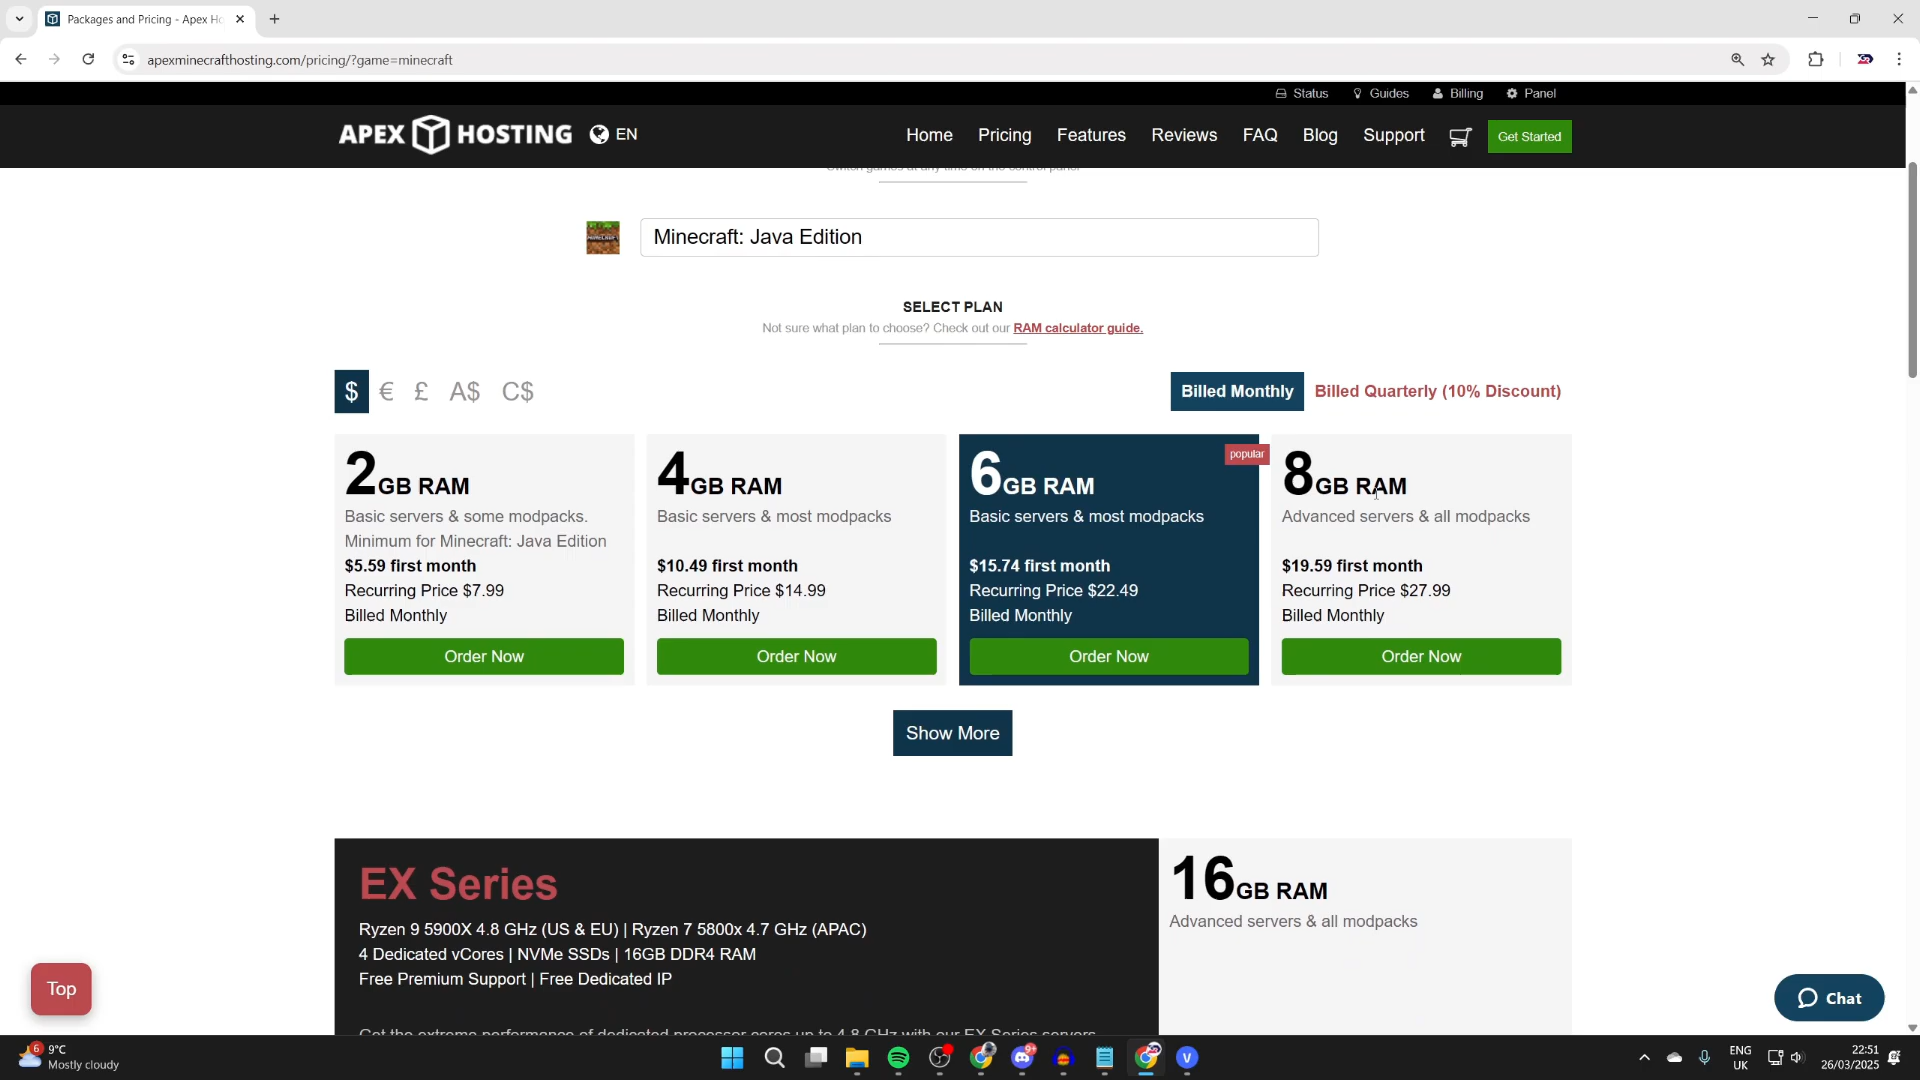 Packages and Pricing - Apex Ho
apexminecrafthosting.com/pricing/?game=minecraft
Status
Guides
Billing
Panel
APEX HOSTING
EN
Home
Pricing
Features
Reviews
FAQ
Blog
Support
Get Started
Switch games at any time on the control panel
Minecraft: Java Edition
SELECT PLAN
Not sure what plan to choose? Check out our RAM calculator guide.
$ € £ A$ C$
Billed Monthly
Billed Quarterly (10% Discount)
2GB RAM
Basic servers & some modpacks.
Minimum for Minecraft: Java Edition
$5.59 first month
Recurring Price $7.99
Billed Monthly
Order Now
4GB RAM
Basic servers & most modpacks
$10.49 first month
Recurring Price $14.99
Billed Monthly
Order Now
popular
6GB RAM
Basic servers & most modpacks
$15.74 first month
Recurring Price $22.49
Billed Monthly
Order Now
8GB RAM
Advanced servers & all modpacks
$19.59 first month
Recurring Price $27.99
Billed Monthly
Order Now
Show More
EX Series
Ryzen 9 5900X 4.8 GHz (US & EU) | Ryzen 7 5800x 4.7 GHz (APAC)
4 Dedicated vCores | NVMe SSDs | 16GB DDR4 RAM
Free Premium Support | Free Dedicated IP
Get the extreme performance of dedicated processor cores up to 4.8 GHz with our EX Series servers
16GB RAM
Advanced servers & all modpacks
Top
Chat
6
9°C
Mostly cloudy
9+
V
ENG
UK
22:51
26/03/2025